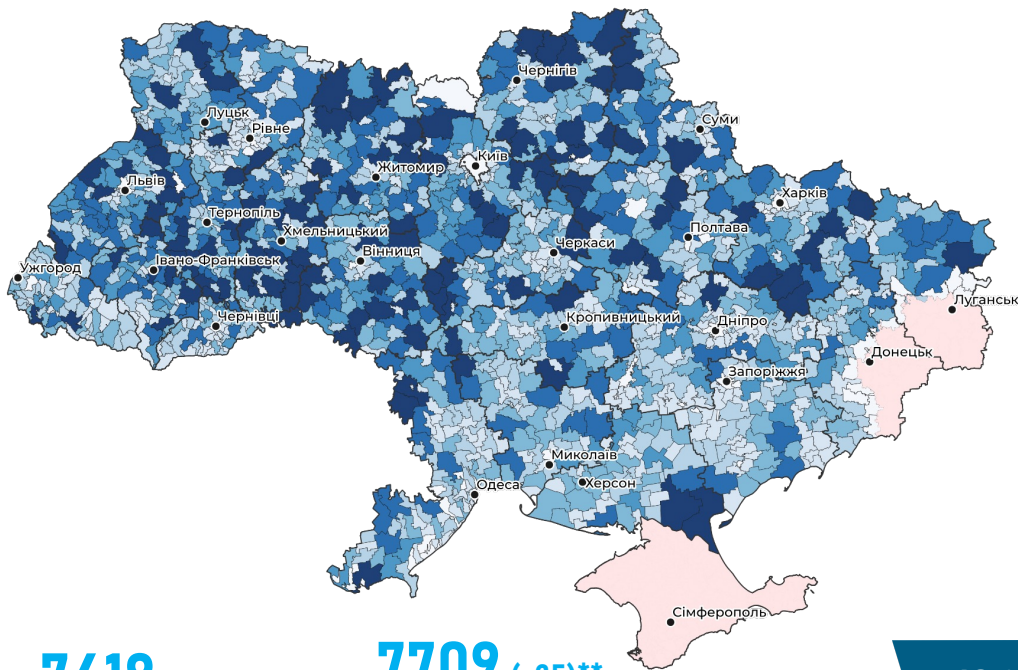 Чернігів
Луцьк
Рівне
Суми
Київ
Житомир
Львів
Харків
Тернопіль
Хмельницький
Полтава
Черкаси
Вінниця
Івано-Франківськ
Ужгород
Луганськ
Чернівці
Кропивницький
Дніпро
Донецьк
Запоріжжя
Миколаїв
Херсон
Одеса
Сімферополь